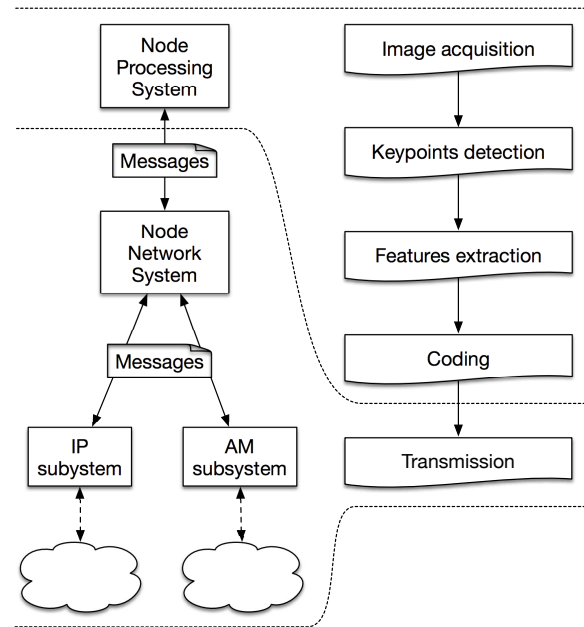 Node
Processing
System
Messages
Node
Network
System
Messages
IP
subystem
AM
subsystem
Image acquisition
Keypoints detection
Features extraction
Coding
Transmission